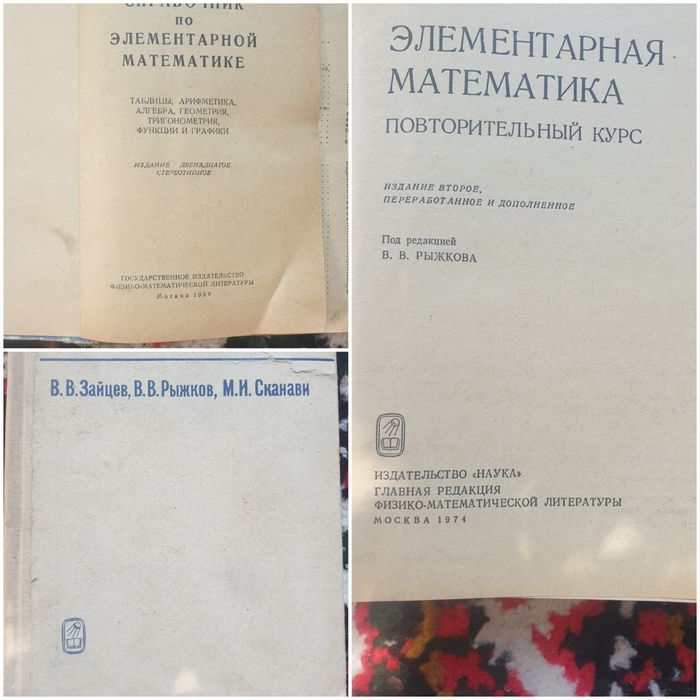 СПРАВОЧНИК
ПО
ЭЛЕМЕНТАРНОЙ
МАТЕМАТИКЕ
ТАБЛИЦЫ, АРИФМЕТИКА,
АЛГЕБРА, ГЕОМЕТРИЯ,
ТРИГОНОМЕТРИЯ,
ФУНКЦИИ И ГРАФИКИ
ИЗДАНИЕ ДВЕНАДЦАТОЕ,
СТЕРЕОТИПНОЕ
ГОСУДАРСТВЕННОЕ ИЗДАТЕЛЬСТВО
ФИЗИКО-МАТЕМАТИЧЕСКОЙ ЛИТЕРАТУРЫ
Москва 1959
ЭЛЕМЕНТАРНАЯ
МАТЕМАТИКА
ПОВТОРИТЕЛЬНЫЙ КУРС
ИЗДАНИЕ ВТОРОЕ,
ПЕРЕРАБОТАННОЕ И ДОПОЛНЕННОЕ
Под редакцией
В. В. РЫЖКОВА
ИЗДАТЕЛЬСТВО «НАУКА»
ГЛАВНАЯ РЕДАКЦИЯ
ФИЗИКО-МАТЕМАТИЧЕСКОЙ ЛИТЕРАТУРЫ
МОСКВА 1974
В. В. Зайцев, В. В. Рыжков, М. И. Сканави